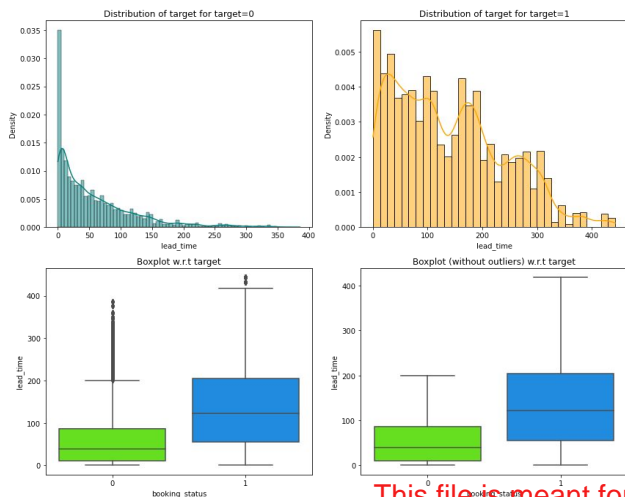 Distribution of target for target=0
Distribution of target for target=1
0.035
0.030
0.025
0.020
0.015
0.010
0.005
0.000
Density
0 50 100 150 200 250 300 350 400
lead_time
0.005
0.004
0.003
0.002
0.001
0.000
Density
0 100 200 300 400
lead_time
Boxplot w.r.t target
Boxplot (without outliers) w.r.t target
400
300
200
100
0
lead_time
0 1
booking_status
400
300
200
100
0
lead_time
0 1
booking_status
This file is meant for